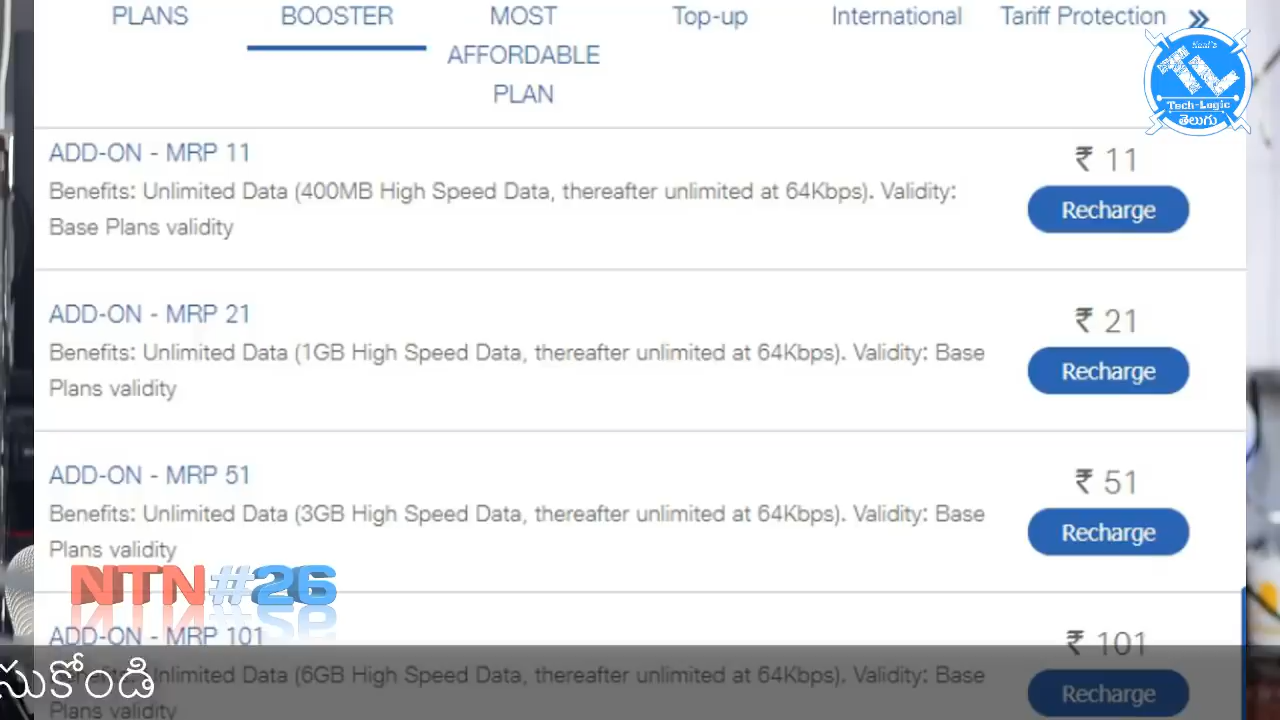 PLANS BOOSTER MOST AFFORDABLE PLAN Top-up International Tariff Protection »
Tech-Logic
తెలుగు
ADD-ON - MRP 11
₹ 11
Benefits: Unlimited Data (400MB High Speed Data, thereafter unlimited at 64Kbps). Validity:
Base Plans validity
Recharge
ADD-ON - MRP 21
₹ 21
Benefits: Unlimited Data (1GB High Speed Data, thereafter unlimited at 64Kbps). Validity: Base
Plans validity
Recharge
ADD-ON - MRP 51
₹ 51
Benefits: Unlimited Data (3GB High Speed Data, thereafter unlimited at 64Kbps). Validity: Base
Plans validity
Recharge
NTN#26
ADD-ON - MRP 101
₹ 101
Benefits: Unlimited Data (6GB High Speed Data, thereafter unlimited at 64Kbps). Validity: Base
Plans validity
Recharge
సుకోండి